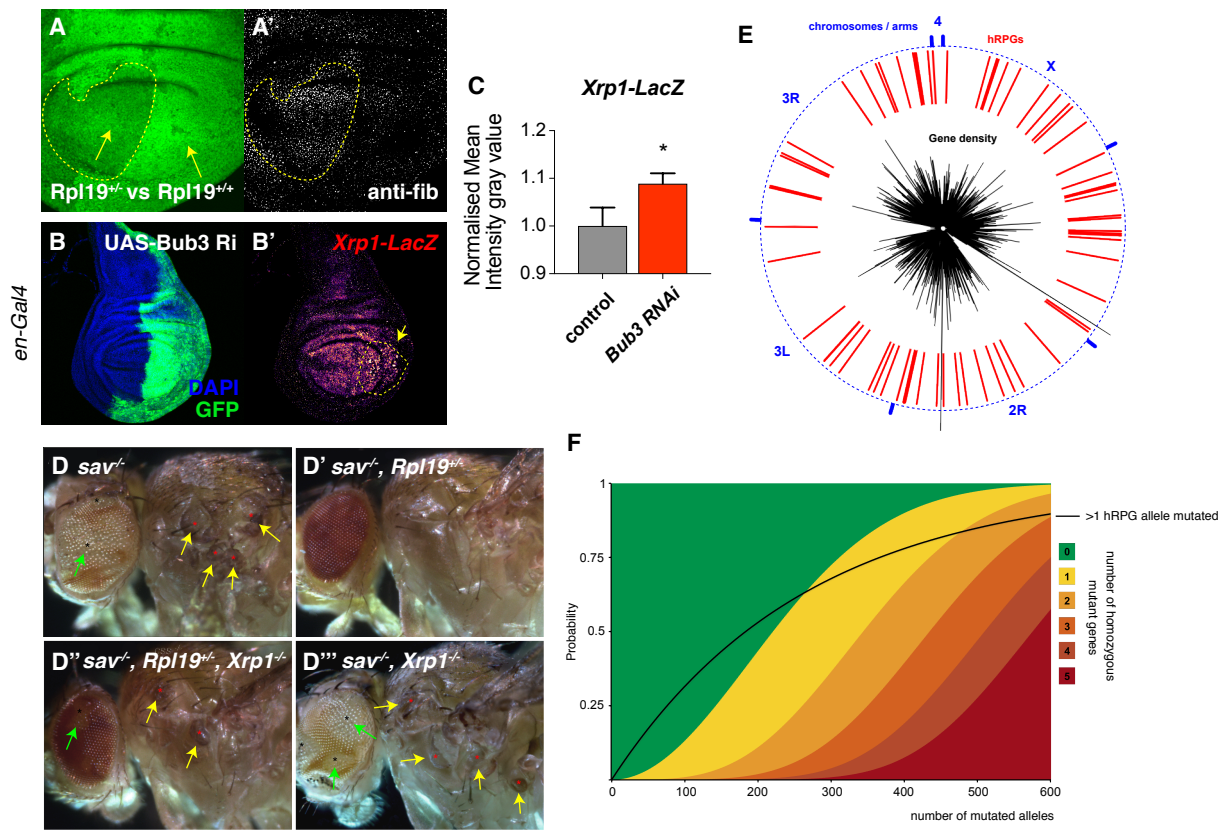 A
Rpl19+/- vs Rpl19+/+
A'
anti-fib
B
UAS-Bub3 Ri
en-Gal4
DAPI
GFP
B'
Xrp1-LacZ
C
Xrp1-LacZ
Normalised Mean
Intensity gray value
1.2
1.1
1.0
0.9
*
control
Bub3 RNAi
D sav-/-
D' sav-/-, Rpl19+/-
D'' sav-/-, Rpl19+/-, Xrp1-/-
D''' sav-/-, Xrp1-/-
E
chromosomes / arms
4
hRPGs
X
3R
Gene density
3L
2R
F
Probability
1
0.75
0.5
0.25
0
100
200
300
400
500
600
number of mutated alleles
>1 hRPG allele mutated
0
1
2
3
4
5
number of homozygous
mutant genes